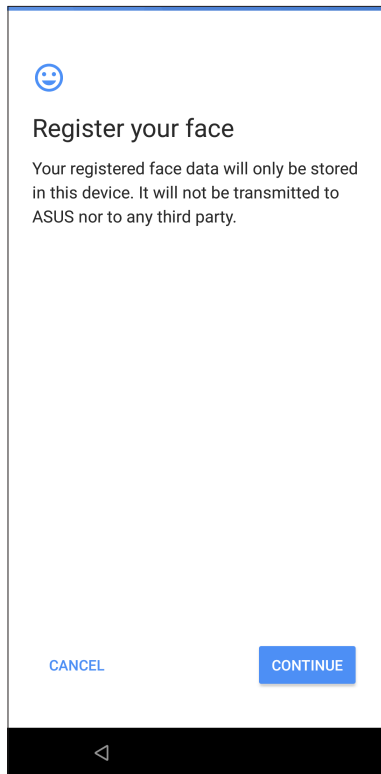 Register your face
Your registered face data will only be stored
in this device. It will not be transmitted to
ASUS nor to any third party.
CANCEL
CONTINUE